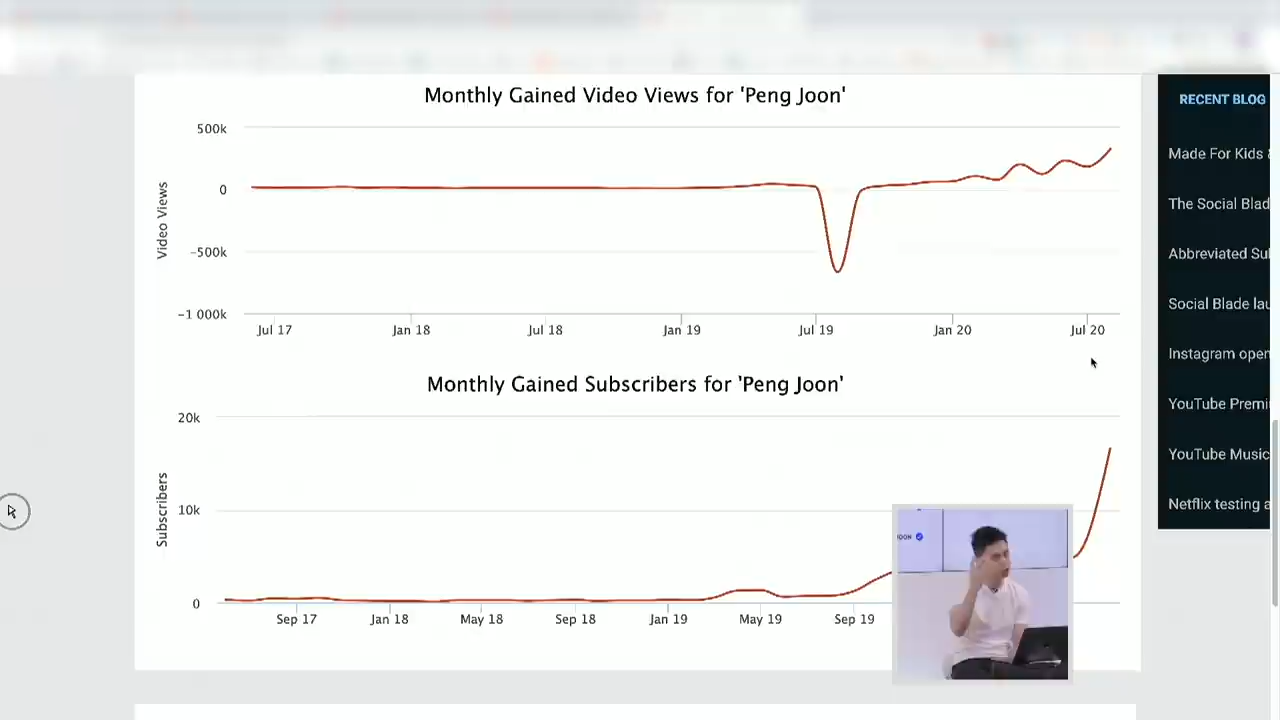 Monthly Gained Video Views for 'Peng Joon'
500k
0
-500k
-1 000k
Video Views
Jul 17
Jan 18
Jul 18
Jan 19
Jul 19
Jan 20
Jul 20
Monthly Gained Subscribers for 'Peng Joon'
20k
10k
0
Subscribers
Sep 17
Jan 18
May 18
Sep 18
Jan 19
May 19
Sep 19
OON
RECENT BLOG
Made For Kids
The Social Blad
Abbreviated Su
Social Blade lau
Instagram open
YouTube Premi
YouTube Music
Netflix testing a